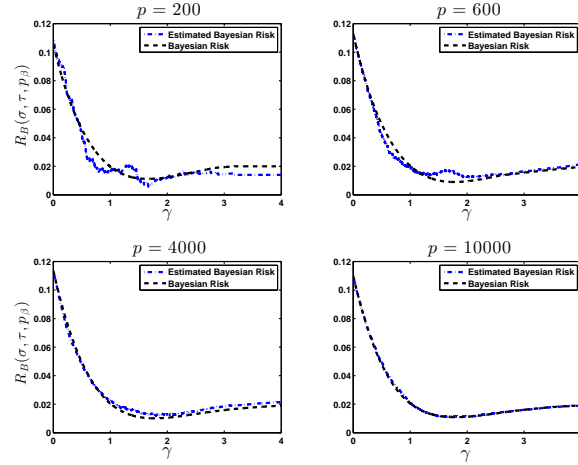 p = 200
p = 600
0.12
0.1
0.08
0.06
0.04
0.02
0
R_B(σ, τ, p_β)
Estimated Bayesian Risk
Bayesian Risk
0 1 2 3 4
γ
0.12
0.1
0.08
0.06
0.04
0.02
0
Estimated Bayesian Risk
Bayesian Risk
0 1 2 3 4
γ
p = 4000
p = 10000
0.12
0.1
0.08
0.06
0.04
0.02
0
R_B(σ, τ, p_β)
Estimated Bayesian Risk
Bayesian Risk
0 1 2 3 4
γ
0.12
0.1
0.08
0.06
0.04
0.02
0
Estimated Bayesian Risk
Bayesian Risk
0 1 2 3 4
γ